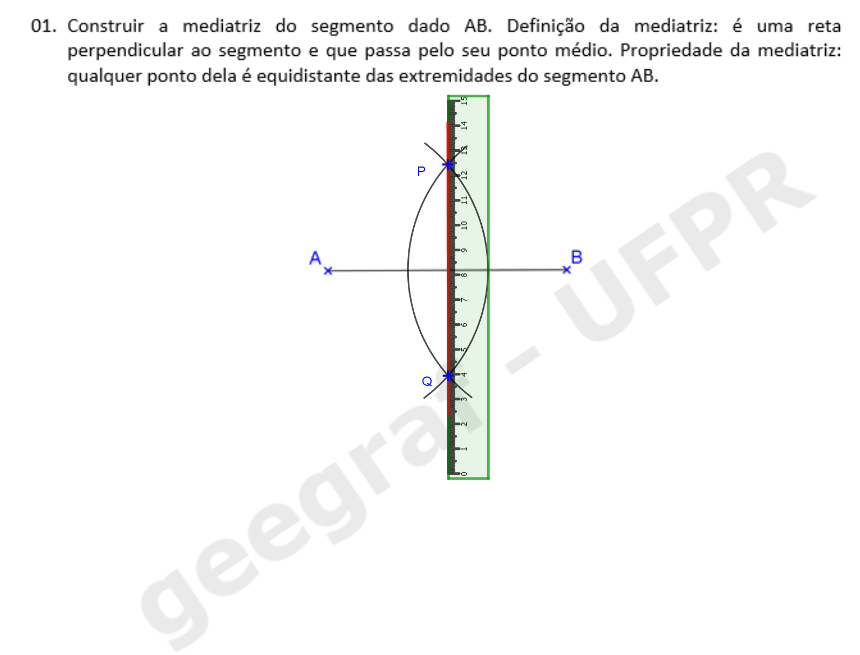 01. Construir a mediatriz do segmento dado AB. Definição da mediatriz: é uma reta
perpendicular ao segmento e que passa pelo seu ponto médio. Propriedade da mediatriz:
qualquer ponto dela é equidistante das extremidades do segmento AB.
15
14
13
P
12
11
10
9
A
B
8
7
6
5
Q
4
3
2
1
0
geegraf - UFPR